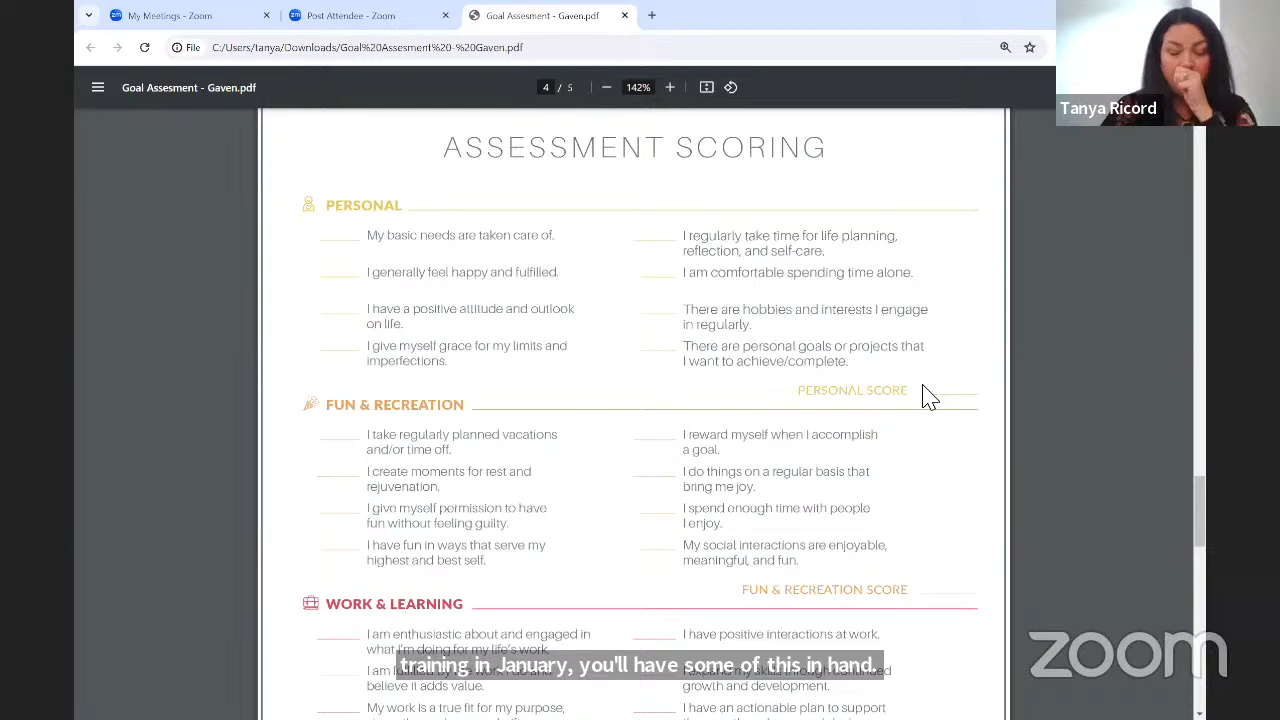 My Meetings - Zoom
Post Attendee - Zoom
Goal Assesment - Gaven.pdf
File
C:/Users/tanya/Downloads/Goal%20Assesment%20-%20Gaven.pdf
Goal Assesment - Gaven.pdf
4 / 5
142%
Tanya Ricord
ASSESSMENT SCORING
PERSONAL
My basic needs are taken care of.
I generally feel happy and fulfilled.
I have a positive attitude and outlook
on life.
I give myself grace for my limits and
imperfections.
I regularly take time for life planning,
reflection, and self-care.
I am comfortable spending time alone.
There are hobbies and interests I engage
in regularly.
There are personal goals or projects that
I want to achieve/complete.
PERSONAL SCORE
FUN & RECREATION
I take regularly planned vacations
and/or time off.
I create moments for rest and
rejuvenation.
I give myself permission to have
fun without feeling guilty.
I have fun in ways that serve my
highest and best self.
I reward myself when I accomplish
a goal.
I do things on a regular basis that
bring me joy.
I spend enough time with people
I enjoy.
My social interactions are enjoyable,
meaningful, and fun.
FUN & RECREATION SCORE
WORK & LEARNING
I am enthusiastic about and engaged in
what I'm doing for my life's work.
believe it adds value.
My work is a true fit for my purpose,
I have positive interactions at work.
growth and development.
I have an actionable plan to support
training in January, you'll have some of this in hand.
zoom